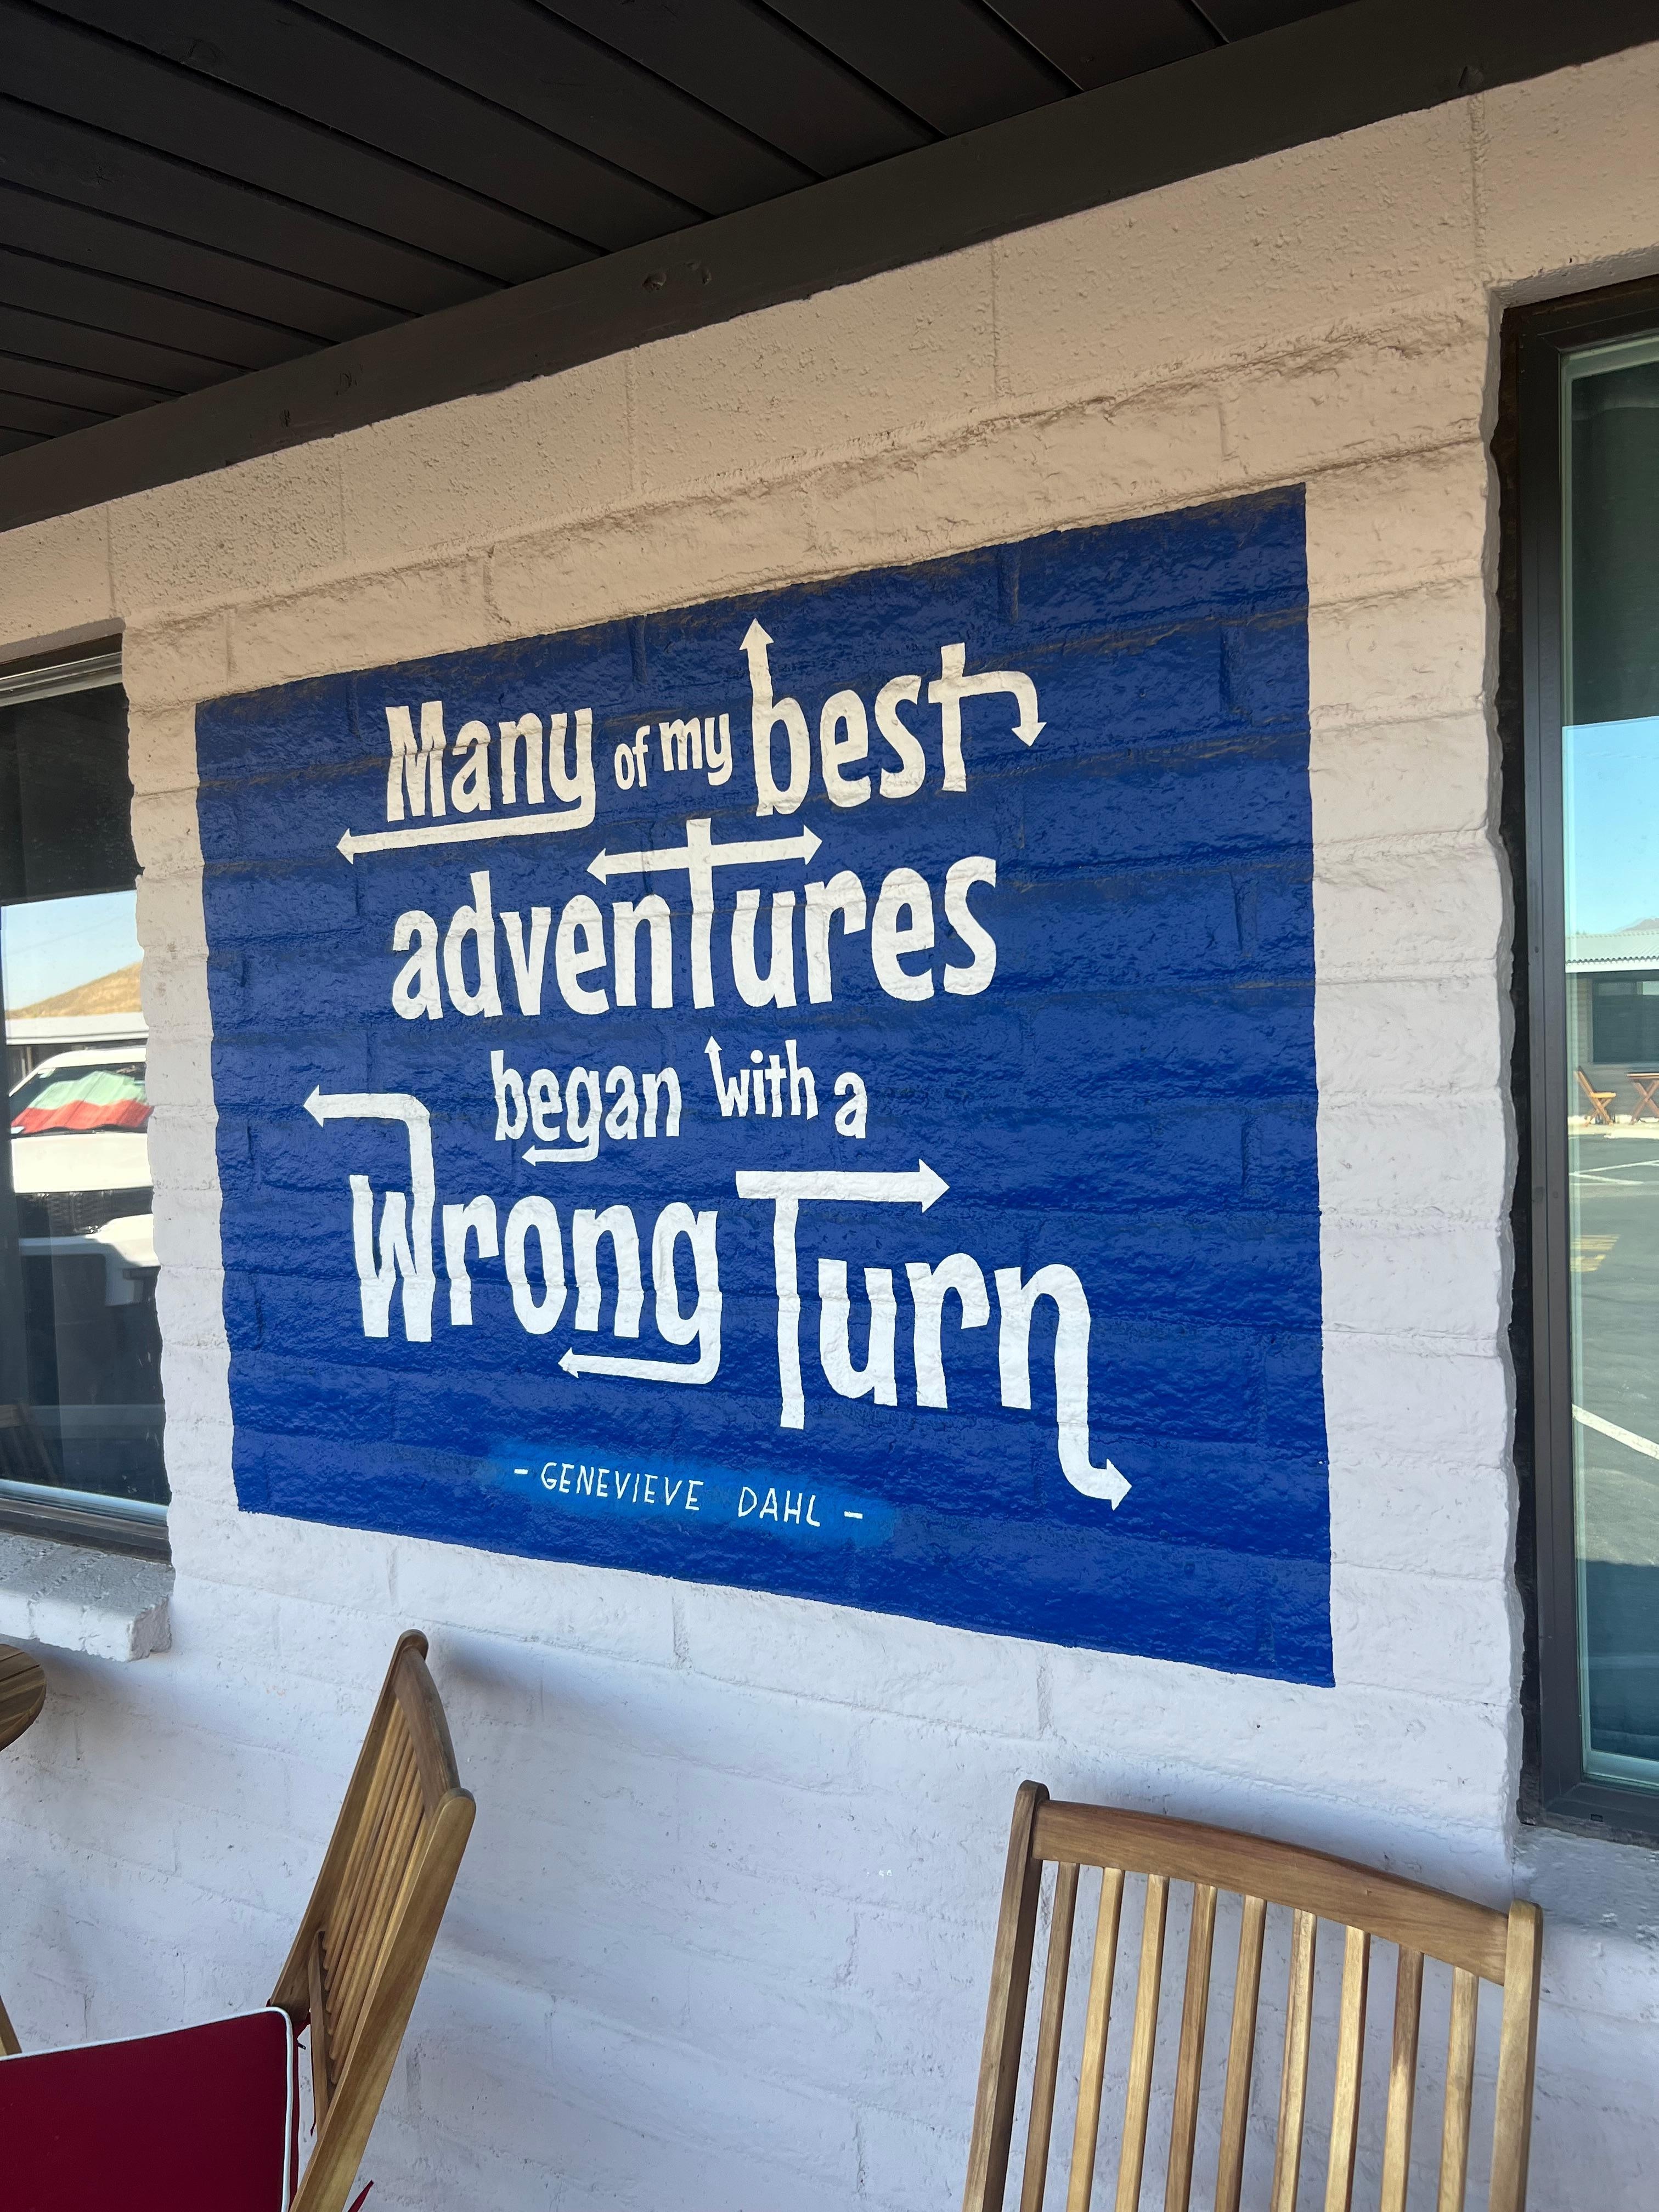 Many of my best
adventures
began with a
Wrong Turn
- GENEVIEVE DAHL -